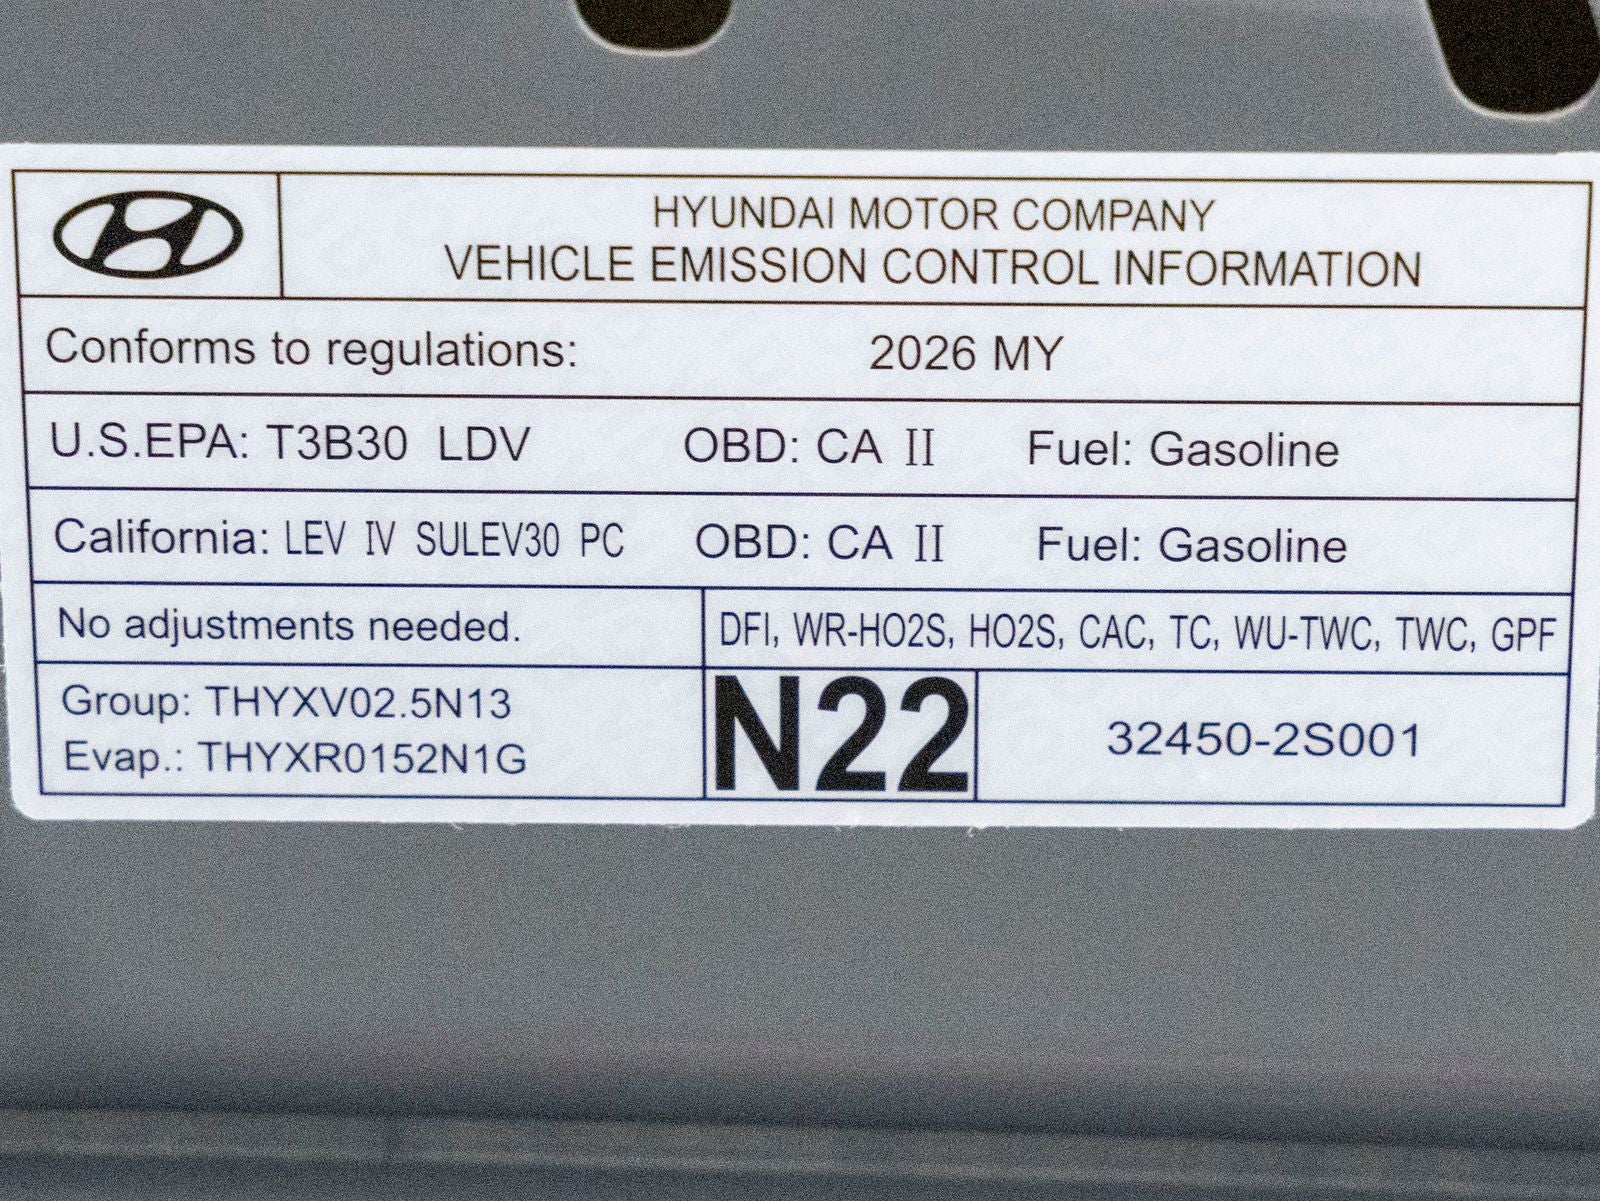 HYUNDAI MOTOR COMPANY
VEHICLE EMISSION CONTROL INFORMATION
Conforms to regulations: 2026 MY
U.S.EPA: T3B30 LDV OBD: CA II Fuel: Gasoline
California: LEV IV SULEV30 PC OBD: CA II Fuel: Gasoline
No adjustments needed. DFI, WR-HO2S, HO2S, CAC, TC, WU-TWC, TWC, GPF
Group: THYXV02.5N13
Evap.: THYXR0152N1G
N22
32450-2S001